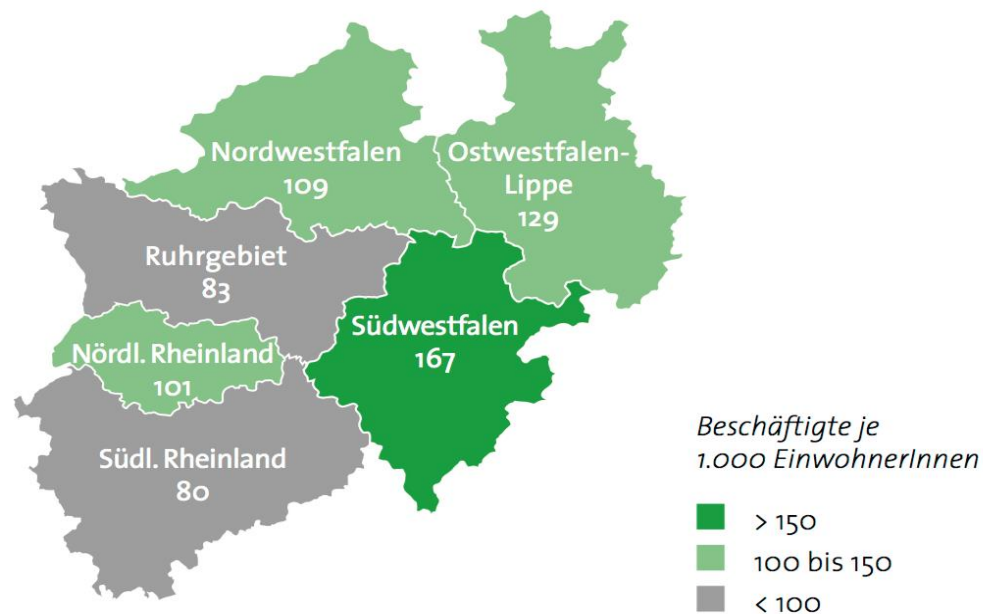 Nordwestfalen
109
Ostwestfalen-
Lippe
129
Ruhrgebiet
83
Südwestfalen
167
Nördl. Rheinland
101
Südl. Rheinland
80
Beschäftigte je
1.000 EinwohnerInnen
> 150
100 bis 150
< 100